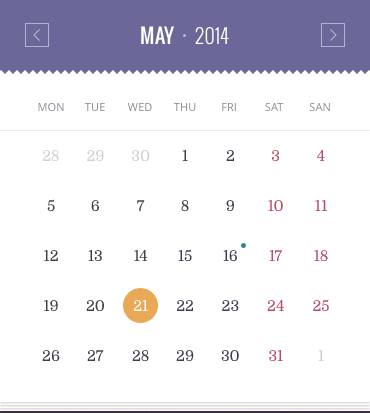 MAY · 2014
MON TUE WED THU FRI SAT SAN
28 29 30 1 2 3 4
5 6 7 8 9 10 11
12 13 14 15 16 17 18
19 20 21 22 23 24 25
26 27 28 29 30 31 1